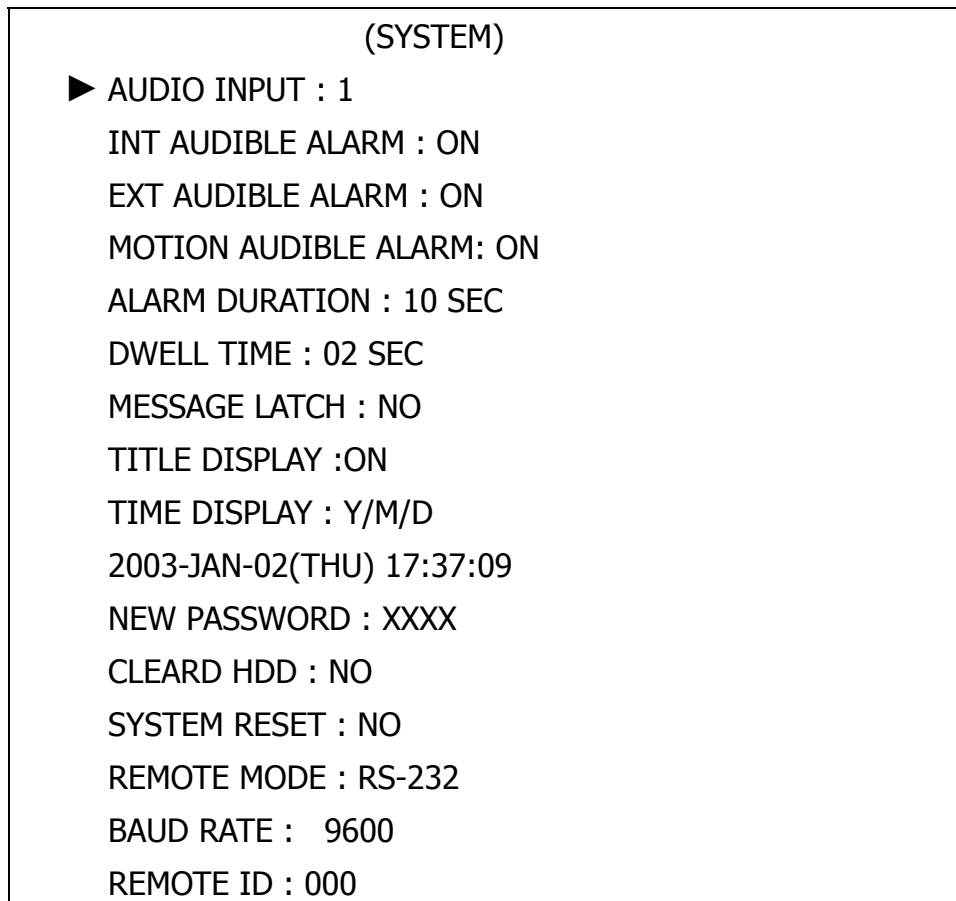 (SYSTEM)
► AUDIO INPUT : 1
INT AUDIBLE ALARM : ON
EXT AUDIBLE ALARM : ON
MOTION AUDIBLE ALARM: ON
ALARM DURATION : 10 SEC
DWELL TIME : 02 SEC
MESSAGE LATCH : NO
TITLE DISPLAY :ON
TIME DISPLAY : Y/M/D
2003-JAN-02(THU) 17:37:09
NEW PASSWORD : XXXX
CLEARD HDD : NO
SYSTEM RESET : NO
REMOTE MODE : RS-232
BAUD RATE :   9600
REMOTE ID : 000